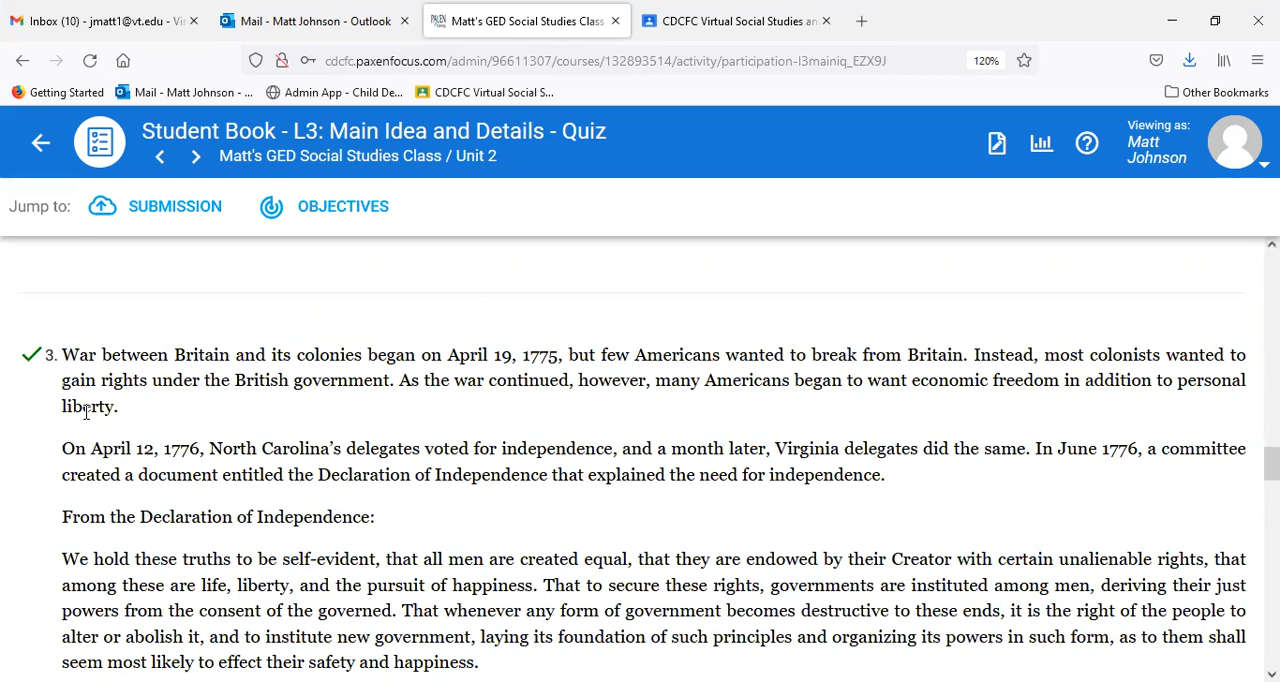 Inbox (10) - jmatt1@vt.edu - Vir
Mail - Matt Johnson - Outlook
PAXEN
Matt's GED Social Studies Class
CDCFC Virtual Social Studies an
cdcfc.paxenfocus.com/admin/96611307/courses/132893514/activity/participation-l3mainiq_EZX9J
120%
Getting Started
Mail - Matt Johnson - ...
Admin App - Child De...
CDCFC Virtual Social S...
Other Bookmarks
Student Book - L3: Main Idea and Details - Quiz
Matt's GED Social Studies Class / Unit 2
Viewing as:
Matt
Johnson
Jump to:
SUBMISSION
OBJECTIVES
3. War between Britain and its colonies began on April 19, 1775, but few Americans wanted to break from Britain. Instead, most colonists wanted to
gain rights under the British government. As the war continued, however, many Americans began to want economic freedom in addition to personal
liberty.
On April 12, 1776, North Carolina’s delegates voted for independence, and a month later, Virginia delegates did the same. In June 1776, a committee
created a document entitled the Declaration of Independence that explained the need for independence.
From the Declaration of Independence:
We hold these truths to be self-evident, that all men are created equal, that they are endowed by their Creator with certain unalienable rights, that
among these are life, liberty, and the pursuit of happiness. That to secure these rights, governments are instituted among men, deriving their just
powers from the consent of the governed. That whenever any form of government becomes destructive to these ends, it is the right of the people to
alter or abolish it, and to institute new government, laying its foundation of such principles and organizing its powers in such form, as to them shall
seem most likely to effect their safety and happiness.